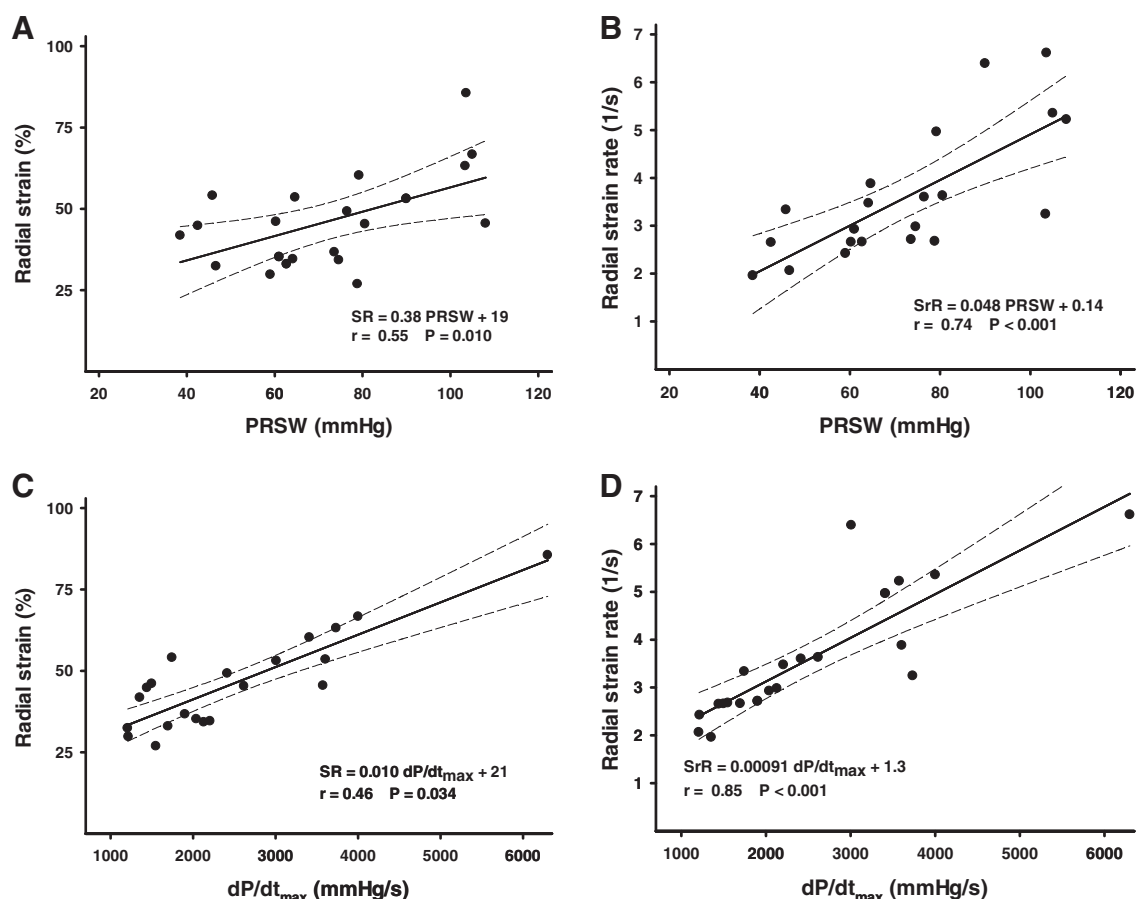 A
100
75
50
25
Radial strain (%)
SR = 0.38 PRSW + 19
r = 0.55 P = 0.010
20 40 60 80 100 120
PRSW (mmHg)
B
7
6
5
4
3
2
1
Radial strain rate (1/s)
SrR = 0.048 PRSW + 0.14
r = 0.74 P < 0.001
20 40 60 80 100 120
PRSW (mmHg)
C
100
75
50
25
Radial strain (%)
SR = 0.010 dP/dtmax + 21
r = 0.46 P = 0.034
1000 2000 3000 4000 5000 6000
dP/dtmax (mmHg/s)
D
7
6
5
4
3
2
1
Radial strain rate (1/s)
SrR = 0.00091 dP/dtmax + 1.3
r = 0.85 P < 0.001
1000 2000 3000 4000 5000 6000
dP/dtmax (mmHg/s)